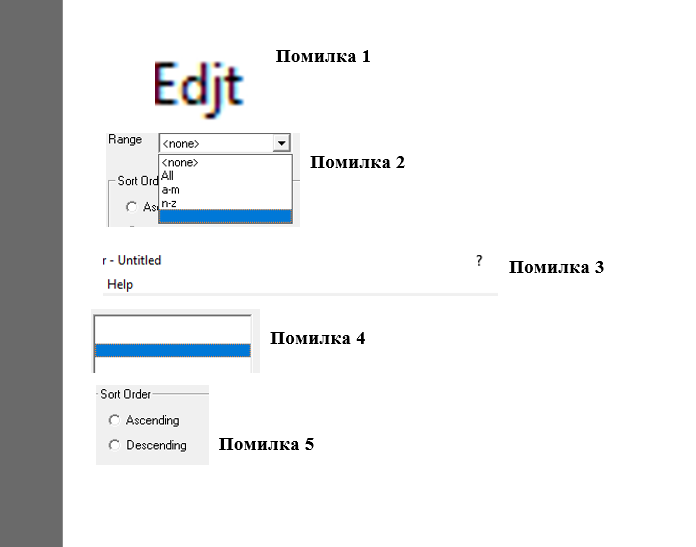 Помилка 1
Edjt
Range <none>
<none>
All
a-m
n-z
Sort Ord
As
Помилка 2
r - Untitled ?
Help
Помилка 3
Помилка 4
Sort Order
Ascending
Descending
Помилка 5